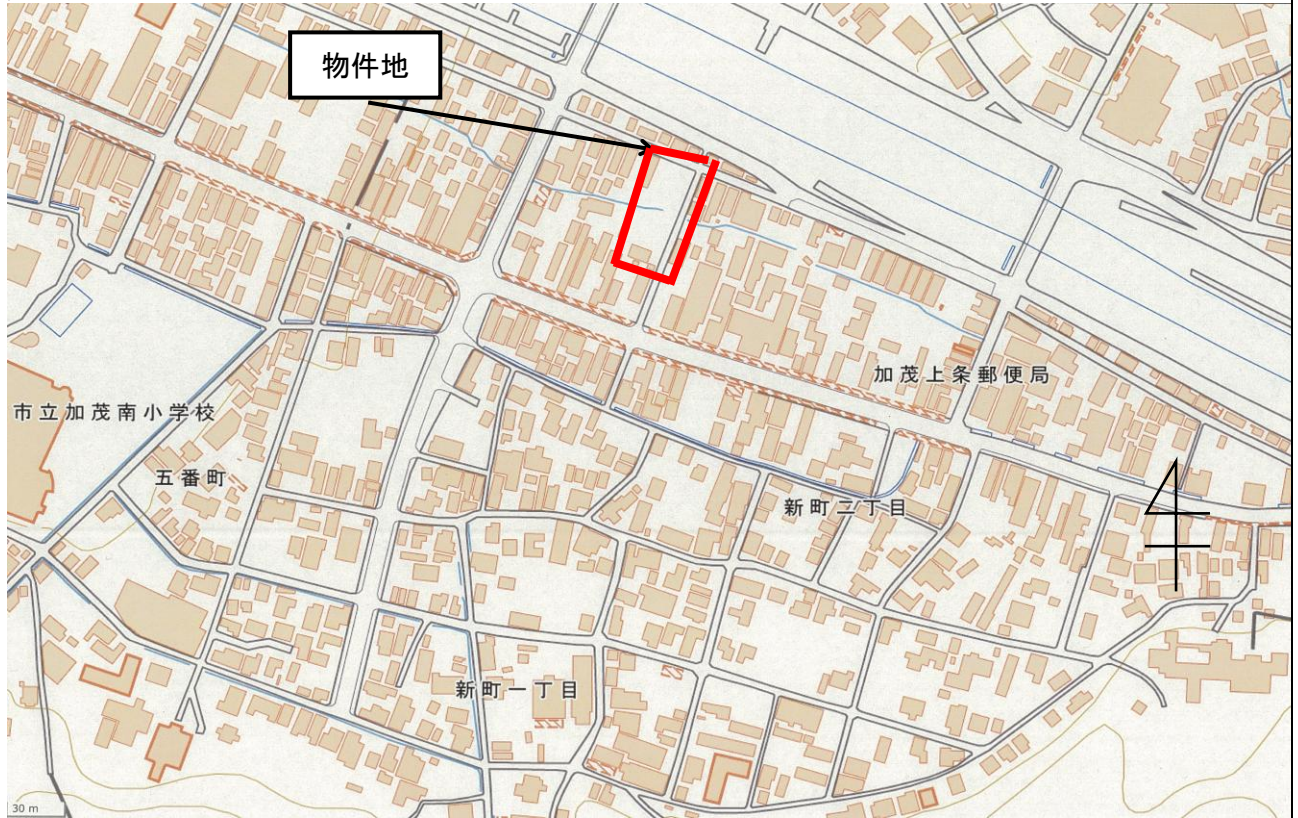 物件地
加茂上条郵便局
市立加茂南小学校
五番町
新町二丁目
新町一丁目
30 m